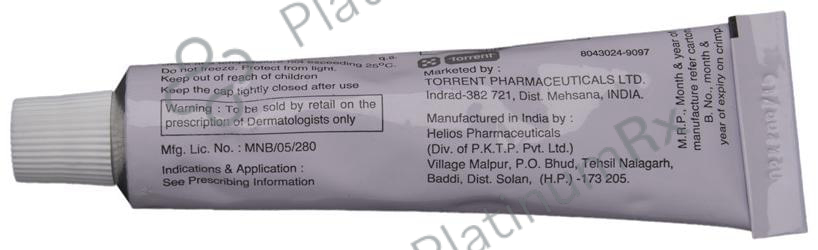 not exceeding 25°C.
q.s.
Do not freeze. Protect from light.
Keep out of reach of children
Keep the cap tightly closed after use
Warning : To be sold by retail on the
prescription of Dermatologists only
Mfg. Lic. No. : MNB/05/280
Indications & Application :
See Prescribing Information
torrent
8043024-9097
Marketed by :
TORRENT PHARMACEUTICALS LTD.
Indrad-382 721, Dist. Mehsana, INDIA.
Manufactured in India by :
Helios Pharmaceuticals
(Div. of P.K.T.P. Pvt. Ltd.)
Village Malpur, P.O. Bhud, Tehsil Nalagarh,
Baddi, Dist. Solan, (H.P.) -173 205.
M.R.P., Month & year of
manufacture refer carton
B. No., month &
year of expiry on crimp.
PlatinumRx